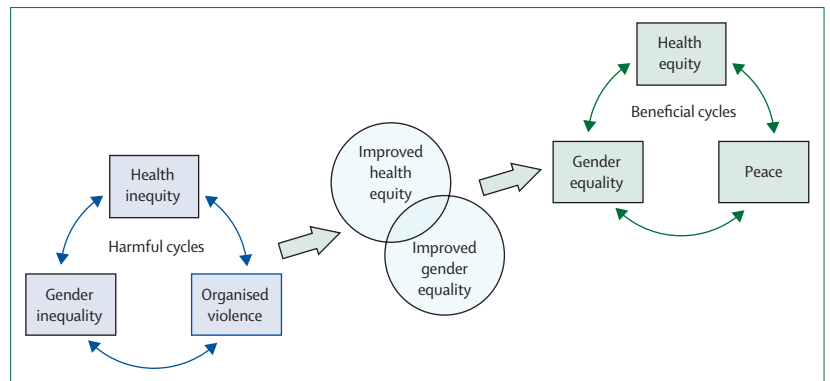 Health
inequity
Harmful cycles
Gender
inequality
Organised
violence
Improved
health
equity
Improved
gender
equality
Health
equity
Beneficial cycles
Gender
equality
Peace